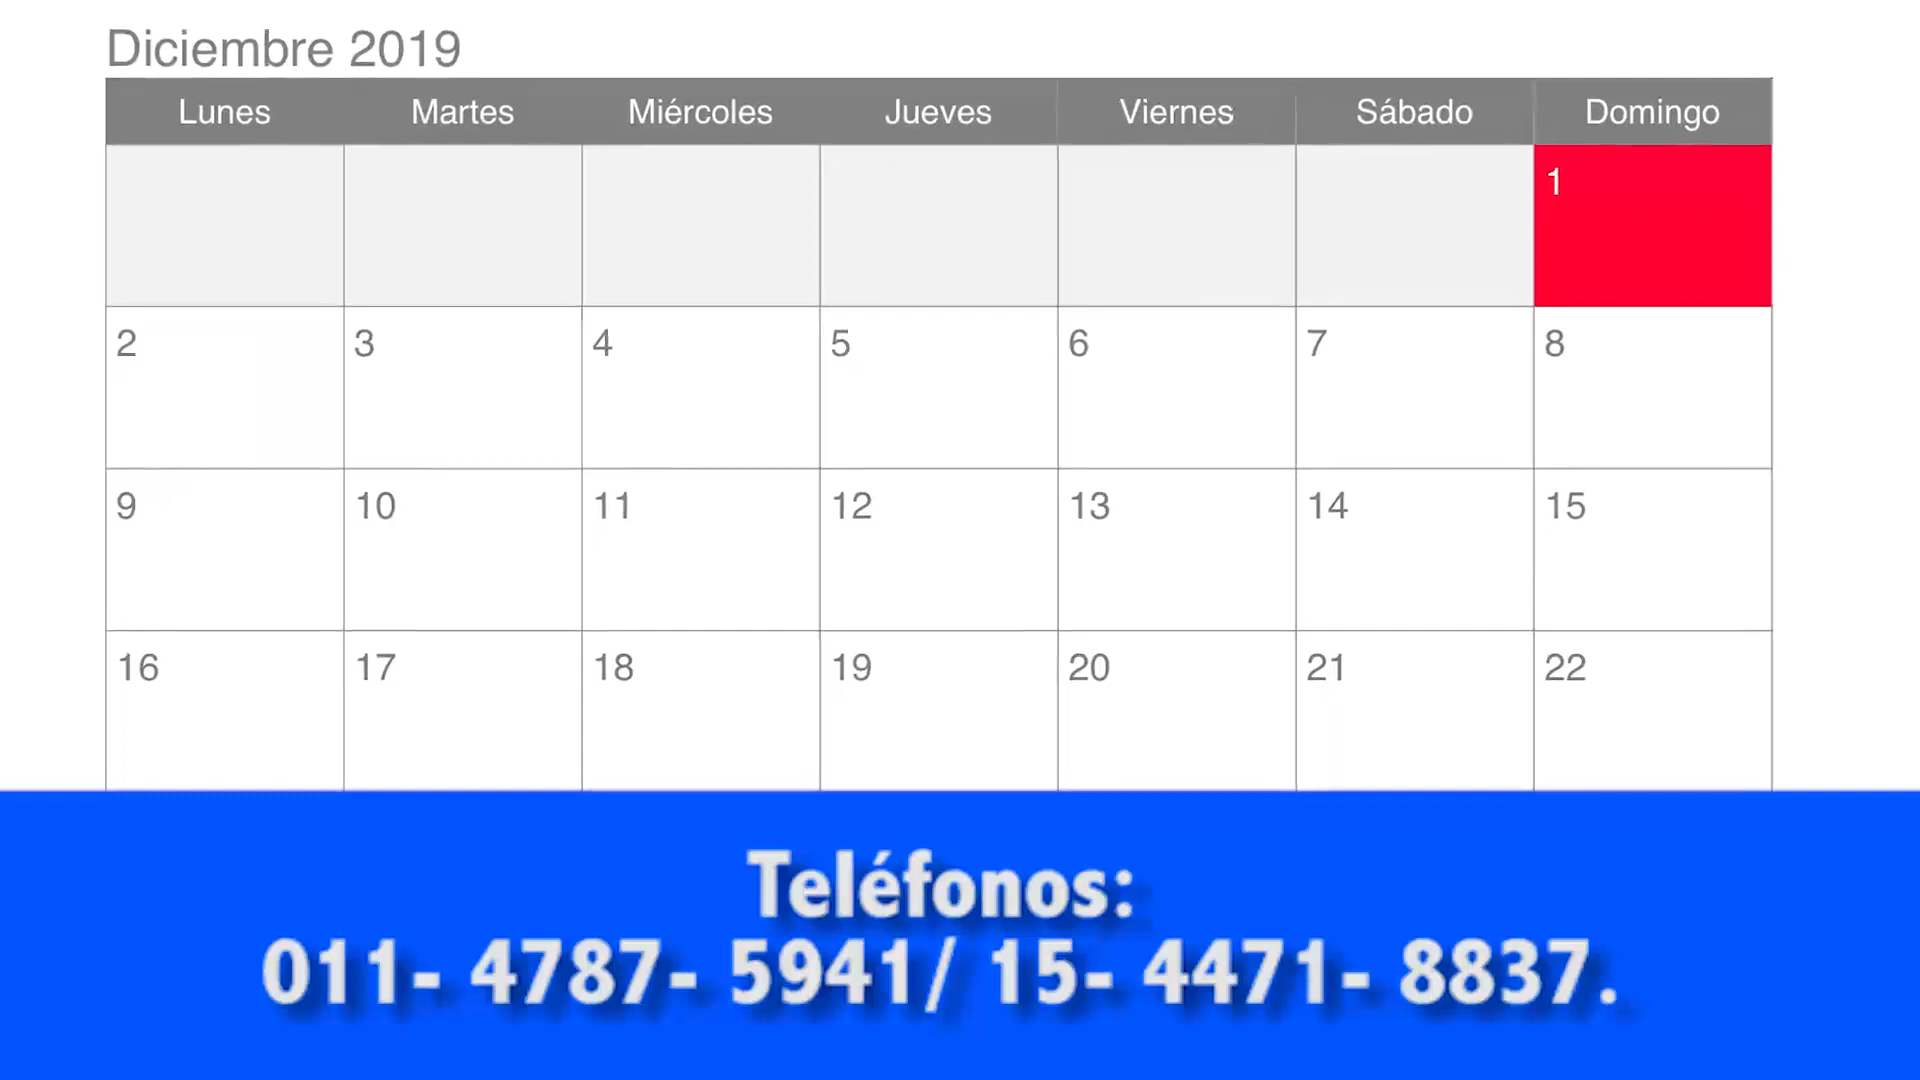 Diciembre 2019
Lunes Martes Miércoles Jueves Viernes Sábado Domingo
1
2 3 4 5 6 7 8
9 10 11 12 13 14 15
16 17 18 19 20 21 22
Teléfonos:
011- 4787- 5941/ 15- 4471- 8837.